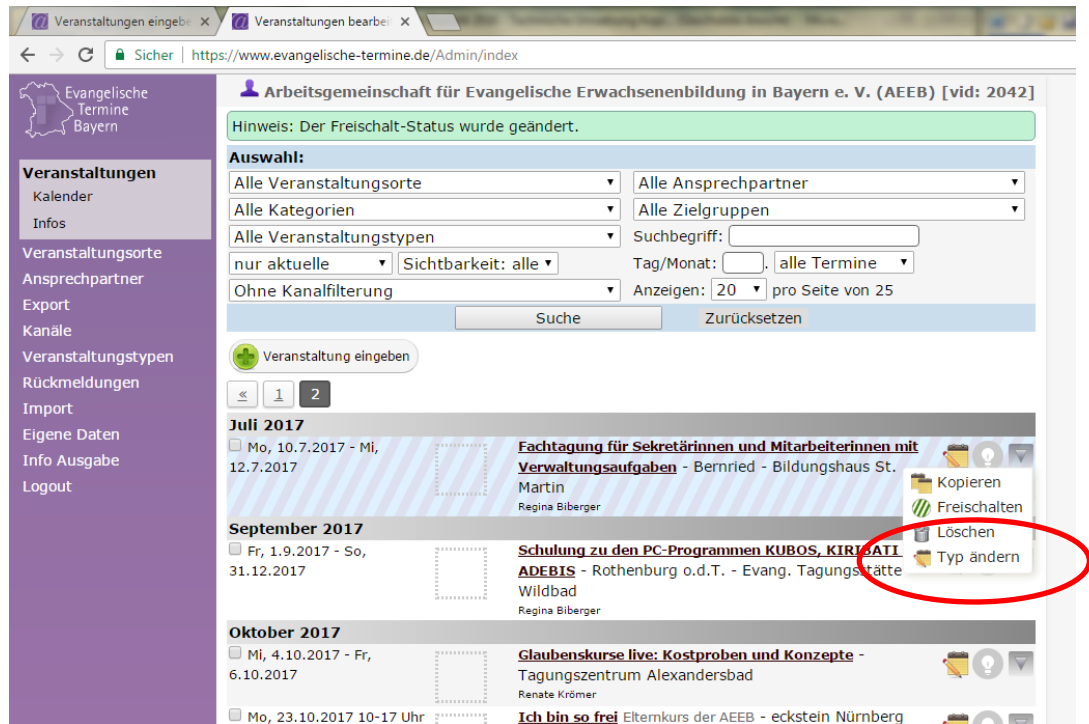 Veranstaltungen eingebe
Veranstaltungen bearbei
Sicher | https://www.evangelische-termine.de/Admin/index
Evangelische
Termine
Bayern
Veranstaltungen
Kalender
Infos
Veranstaltungsorte
Ansprechpartner
Export
Kanäle
Veranstaltungstypen
Rückmeldungen
Import
Eigene Daten
Info Ausgabe
Logout
Arbeitsgemeinschaft für Evangelische Erwachsenenbildung in Bayern e. V. (AEEB) [vid: 2042]
Hinweis: Der Freischalt-Status wurde geändert.
Auswahl:
Alle Veranstaltungsorte Alle Ansprechpartner
Alle Kategorien Alle Zielgruppen
Alle Veranstaltungstypen Suchbegriff:
nur aktuelle Sichtbarkeit: alle Tag/Monat: . alle Termine
Ohne Kanalfilterung Anzeigen: 20 pro Seite von 25
Suche Zurücksetzen
Veranstaltung eingeben
« 1 2
Juli 2017
Mo, 10.7.2017 - Mi,
12.7.2017
Fachtagung für Sekretärinnen und Mitarbeiterinnen mit
Verwaltungsaufgaben - Bernried - Bildungshaus St.
Martin
Regina Biberger
Kopieren
Freischalten
Löschen
Typ ändern
September 2017
Fr, 1.9.2017 - So,
31.12.2017
Schulung zu den PC-Programmen KUBOS, KIRIBATI
ADEBIS - Rothenburg o.d.T. - Evang. Tagungsstätte
Wildbad
Regina Biberger
Oktober 2017
Mi, 4.10.2017 - Fr,
6.10.2017
Glaubenskurse live: Kostproben und Konzepte -
Tagungszentrum Alexandersbad
Renate Krömer
Mo, 23.10.2017 10-17 Uhr
Ich bin so frei Elternkurs der AEEB - eckstein Nürnberg